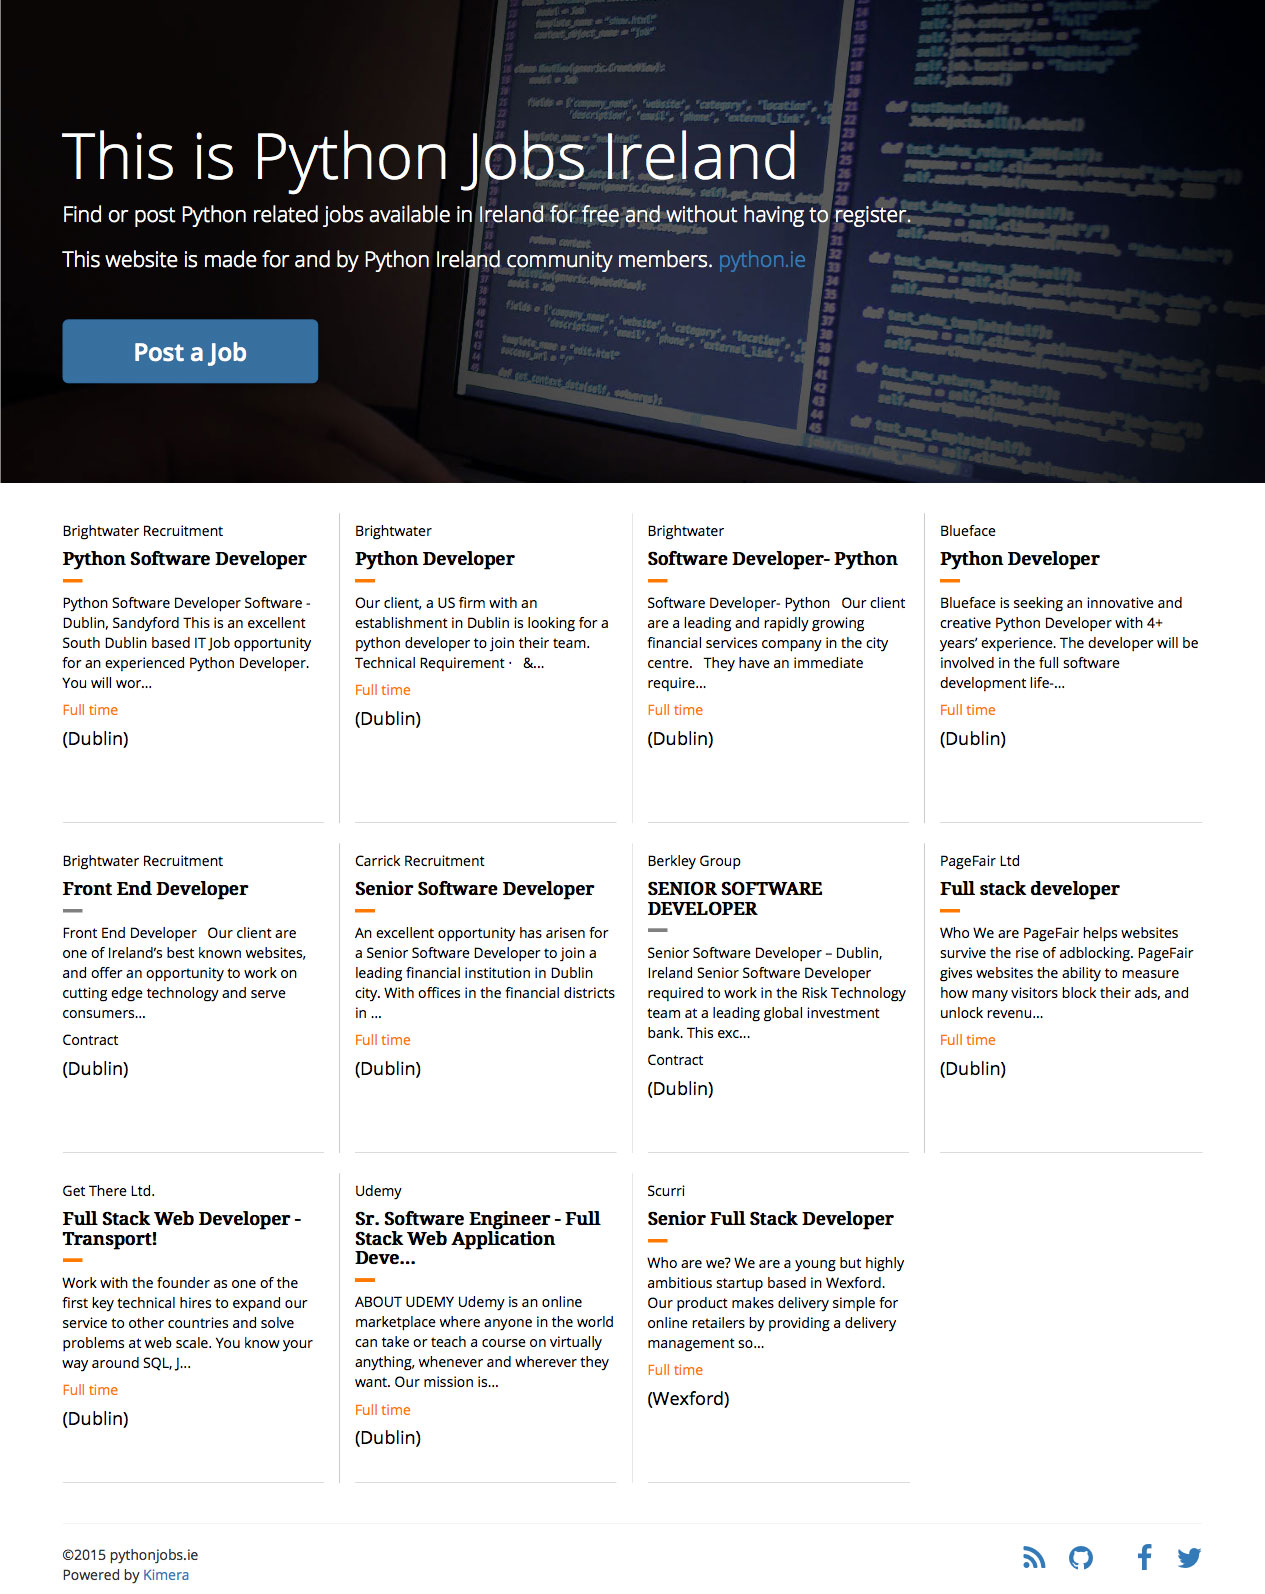 This is Python Jobs Ireland
Find or post Python related jobs available in Ireland for free and without having to register.
This website is made for and by Python Ireland community members. python.ie
Post a Job
Brightwater Recruitment
Python Software Developer
Python Software Developer Software -
Dublin, Sandyford This is an excellent
South Dublin based IT Job opportunity
for an experienced Python Developer.
You will wor...
Full time
(Dublin)
Brightwater
Python Developer
Our client, a US firm with an
establishment in Dublin is looking for a
python developer to join their team.
Technical Requirement ·   &...
Full time
(Dublin)
Brightwater
Software Developer- Python
Software Developer- Python   Our client
are a leading and rapidly growing
financial services company in the city
centre.   They have an immediate
require...
Full time
(Dublin)
Blueface
Python Developer
Blueface is seeking an innovative and
creative Python Developer with 4+
years’ experience. The developer will be
involved in the full software
development life-...
Full time
(Dublin)
Brightwater Recruitment
Front End Developer
Front End Developer   Our client are
one of Ireland’s best known websites,
and offer an opportunity to work on
cutting edge technology and serve
consumers...
Contract
(Dublin)
Carrick Recruitment
Senior Software Developer
An excellent opportunity has arisen for
a Senior Software Developer to join a
leading financial institution in Dublin
city. With offices in the financial districts
in ...
Full time
(Dublin)
Berkley Group
SENIOR SOFTWARE
DEVELOPER
Senior Software Developer – Dublin,
Ireland Senior Software Developer
required to work in the Risk Technology
team at a leading global investment
bank. This exc...
Contract
(Dublin)
PageFair Ltd
Full stack developer
Who We are PageFair helps websites
survive the rise of adblocking. PageFair
gives websites the ability to measure
how many visitors block their ads, and
unlock revenu...
Full time
(Dublin)
Get There Ltd.
Full Stack Web Developer -
Transport!
Work with the founder as one of the
first key technical hires to expand our
service to other countries and solve
problems at web scale. You know your
way around SQL, J...
Full time
(Dublin)
Udemy
Sr. Software Engineer - Full
Stack Web Application
Deve...
ABOUT UDEMY Udemy is an online
marketplace where anyone in the world
can take or teach a course on virtually
anything, whenever and wherever they
want. Our mission is...
Full time
(Dublin)
Scurri
Senior Full Stack Developer
Who are we? We are a young but highly
ambitious startup based in Wexford.
Our product makes delivery simple for
online retailers by providing a delivery
management so...
Full time
(Wexford)
©2015 pythonjobs.ie
Powered by Kimera